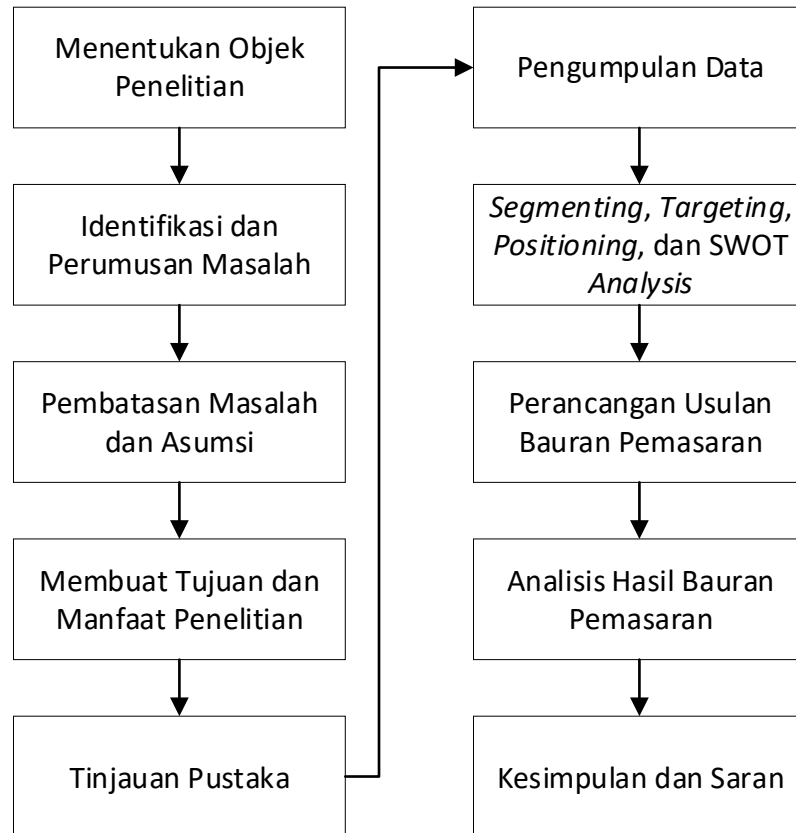 Menentukan Objek
Penelitian
Identifikasi dan
Perumusan Masalah
Pembatasan Masalah
dan Asumsi
Membuat Tujuan dan
Manfaat Penelitian
Tinjauan Pustaka
Pengumpulan Data
Segmenting, Targeting,
Positioning, dan SWOT
Analysis
Perancangan Usulan
Bauran Pemasaran
Analisis Hasil Bauran
Pemasaran
Kesimpulan dan Saran